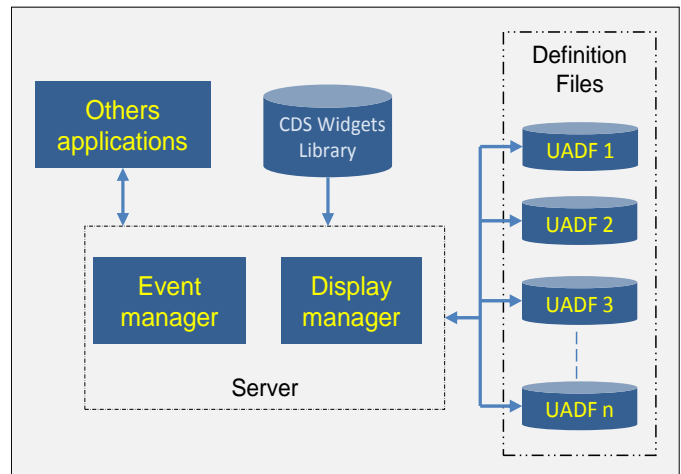 Others
applications
CDS Widgets
Library
Event
manager
Display
manager
Server
Definition
Files
UADF 1
UADF 2
UADF 3
UADF n